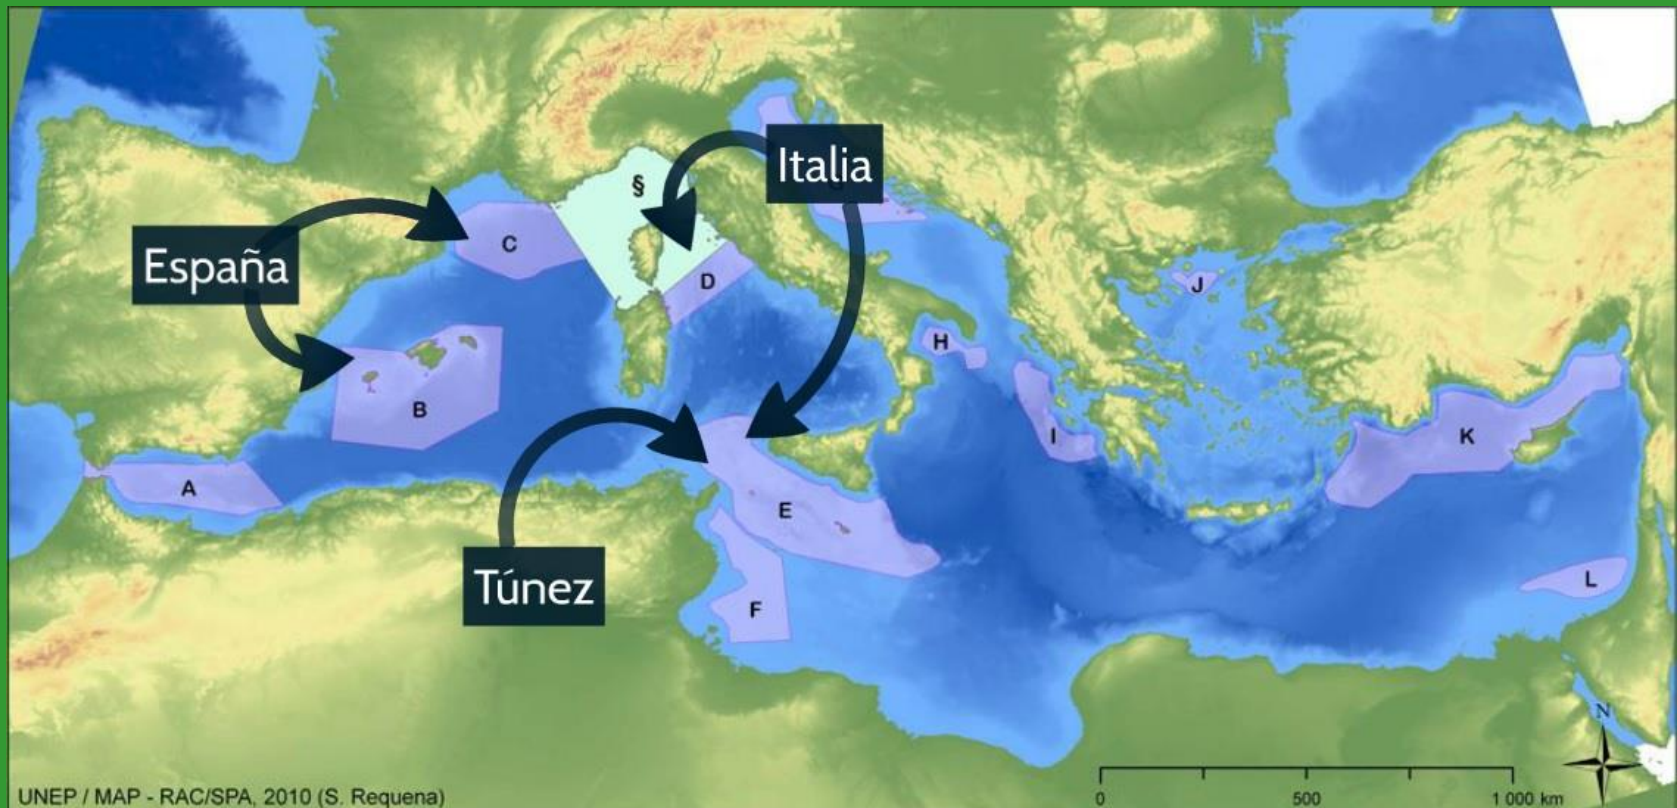 Italia
§
C
España
D
J
H
B
K
I
A
E
Túnez
L
F
N
UNEP / MAP - RAC/SPA, 2010 (S. Requena)
0 500 1 000 km